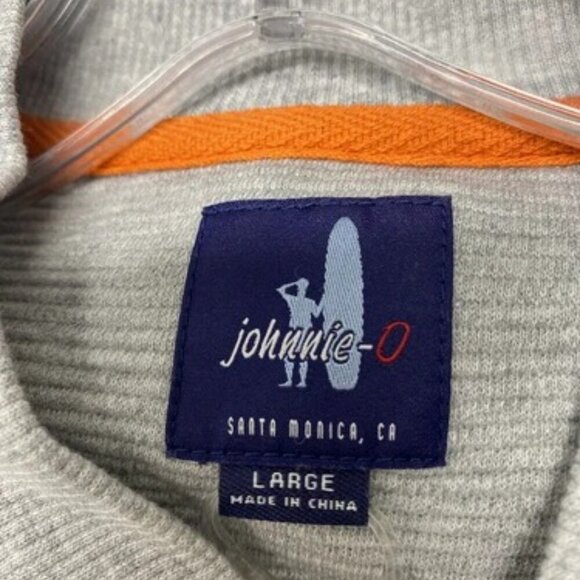 johnnie-O
SANTA MONICA, CA
LARGE
MADE IN CHINA